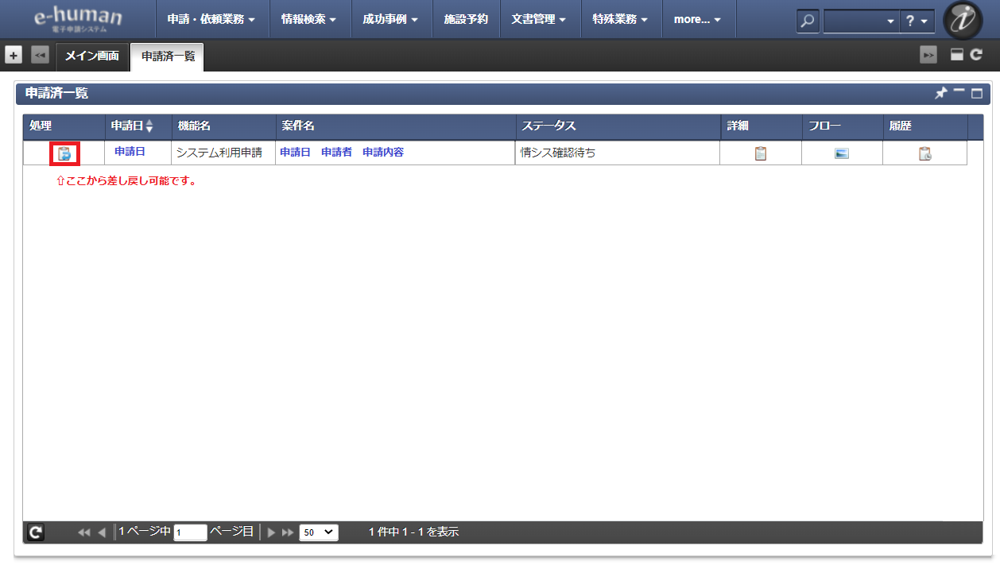 e-human 申請・依頼業務 情報検索 成功事例 施設予約 文書管理 特殊業務 more... ?
電子申請システム
メイン画面 申請済一覧
申請済一覧
処理 申請日 機能名 案件名 ステータス 詳細 フロー 履歴
申請日 システム利用申請 申請日 申請者 申請内容 情シス確認待ち
⇧ここから差し戻し可能です。
1 ページ中 1 ページ目 50 1 件中 1 - 1 を表示